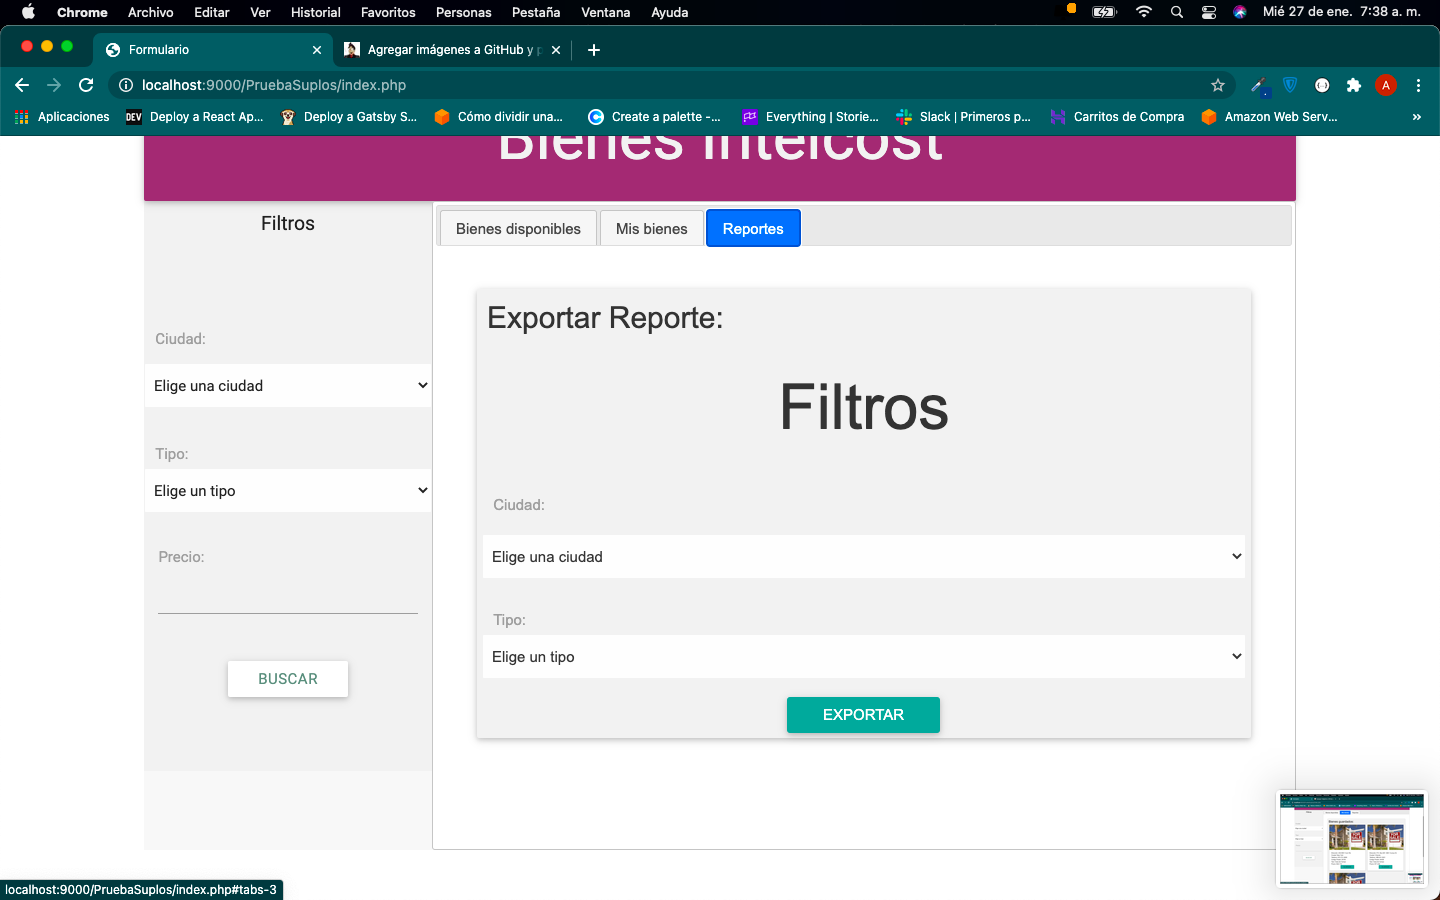 Chrome Archivo Editar Ver Historial Favoritos Personas Pestaña Ventana Ayuda Mié 27 de ene. 7:38 a. m.
Formulario Agregar imágenes a GitHub y p
localhost:9000/PruebaSuplos/index.php A
Aplicaciones DEV Deploy a React Ap... Deploy a Gatsby S... Cómo dividir una... Create a palette -... Everything | Storie... Slack | Primeros p... Carritos de Compra Amazon Web Serv... »
Bienes Intelcost
Filtros
Ciudad:
Elige una ciudad
Tipo:
Elige un tipo
Precio:
BUSCAR
Bienes disponibles Mis bienes Reportes
Exportar Reporte:
Filtros
Ciudad:
Elige una ciudad
Tipo:
Elige un tipo
EXPORTAR
localhost:9000/PruebaSuplos/index.php#tabs-3